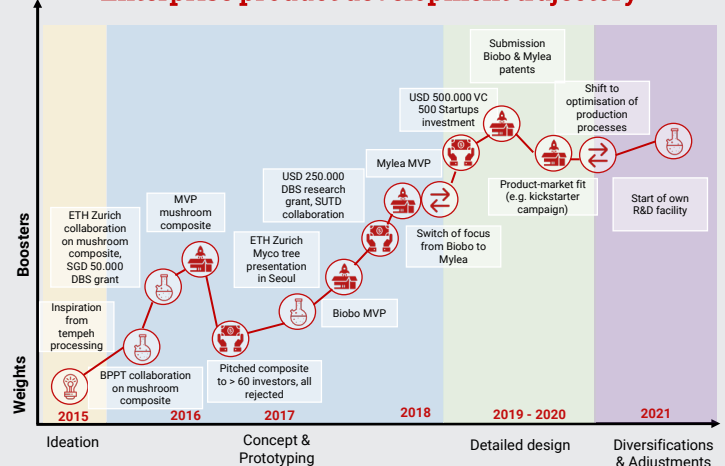 Enterprise product development trajectory
Submission
Biobo & Mylea
patents
USD 500.000 VC
500 Startups
investment
Shift to
optimisation of
production
processes
Mylea MVP
USD 250.000
DBS research
grant, SUTD
collaboration
Product-market fit
(e.g. kickstarter
campaign)
Start of own
R&D facility
MVP
mushroom
composite
ETH Zurich
collaboration
on mushroom
composite,
SGD 50.000
DBS grant
ETH Zurich
Myco tree
presentation
in Seoul
Switch of focus
from Biobo to
Mylea
Biobo MVP
Inspiration
from
tempeh
processing
BPPT collaboration
on mushroom
composite
Pitched composite
to > 60 investors, all
rejected
Boosters
Weights
2015
2016
2017
2018
2019 - 2020
2021
Ideation
Concept &
Prototyping
Detailed design
Diversifications
& Adjustments